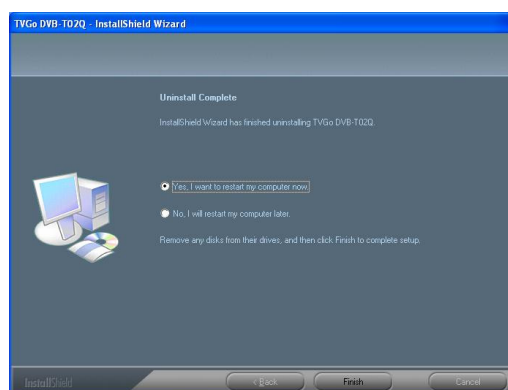 TVGo DVB-T02Q - InstallShield Wizard
Uninstall Complete
InstallShield Wizard has finished uninstalling TVGo DVB-T02Q.
Yes, I want to restart my computer now.
No, I will restart my computer later.
Remove any disks from their drives, and then click Finish to complete setup.
InstallShield
< Back
Finish
Cancel